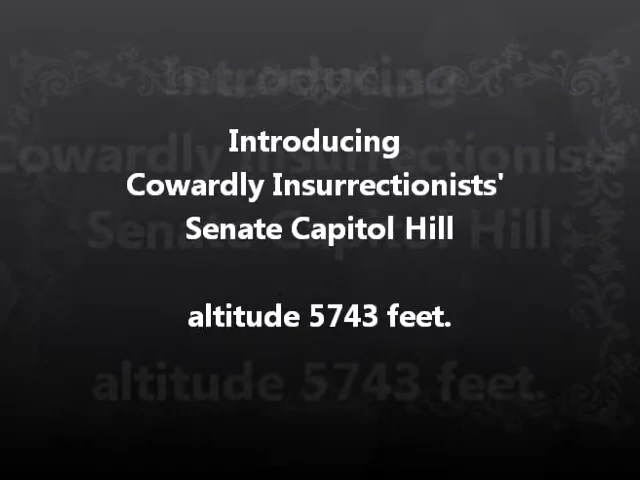 Introducing
Cowardly Insurrectionists'
Senate Capitol Hill
altitude 5743 feet.